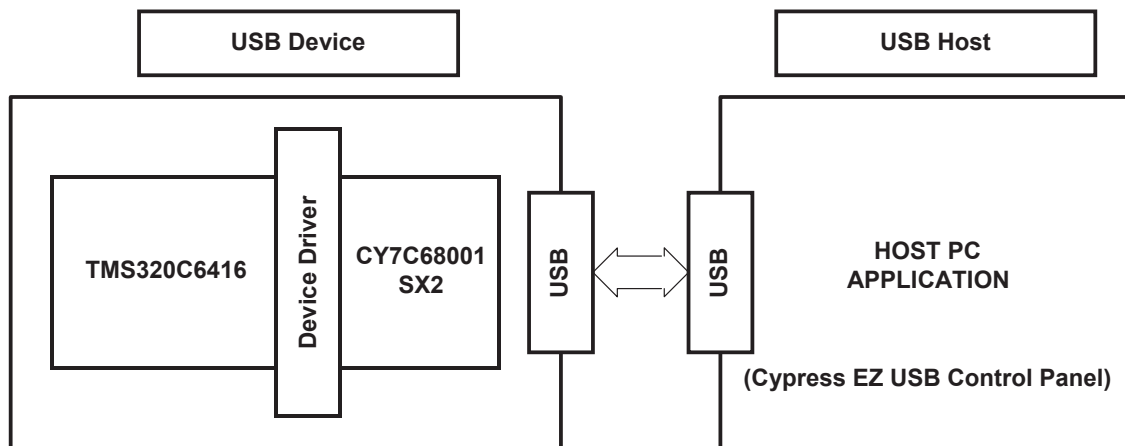 USB Device
USB Host
TMS320C6416
Device Driver
CY7C68001
SX2
USB
USB
HOST PC
APPLICATION
(Cypress EZ USB Control Panel)